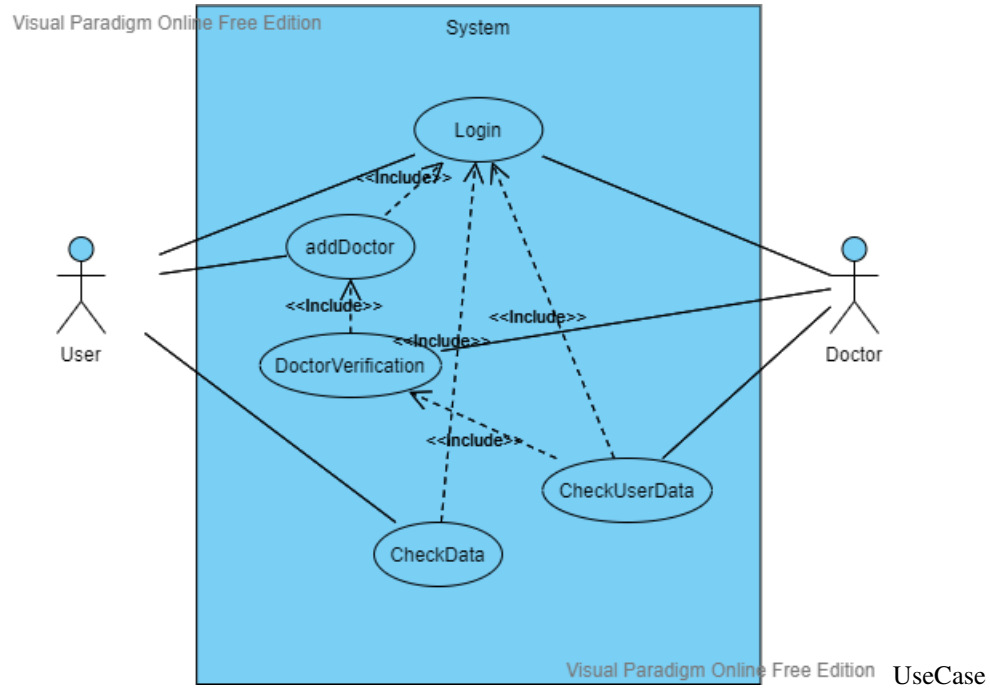 Visual Paradigm Online Free Edition
System
Login
<<Include>>
addDoctor
<<Include>>
<<Include>>
<<Include>>
DoctorVerification
User
Doctor
<<Include>>
CheckUserData
CheckData
Visual Paradigm Online Free Edition
UseCase